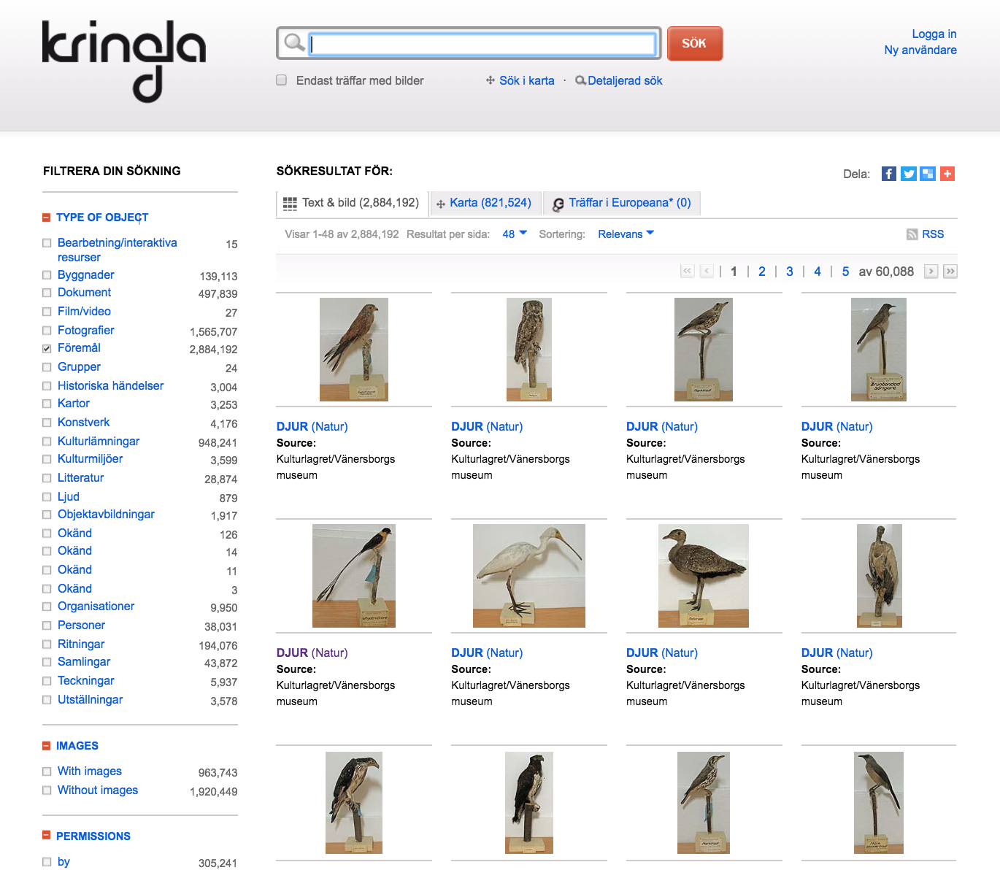 kringla
SÖK
Logga in
Ny användare
Endast träffar med bilder
Sök i karta · Detaljerad sök
FILTRERA DIN SÖKNING
TYPE OF OBJECT
Bearbetning/interaktiva resurser 15
Byggnader 139,113
Dokument 497,839
Film/video 27
Fotografier 1,565,707
Föremål 2,884,192
Grupper 24
Historiska händelser 3,004
Kartor 3,253
Konstverk 4,176
Kulturlämningar 948,241
Kulturmiljöer 3,599
Litteratur 28,874
Ljud 879
Objektavbildningar 1,917
Okänd 126
Okänd 14
Okänd 11
Okänd 3
Organisationer 9,950
Personer 38,031
Ritningar 194,076
Samlingar 43,872
Teckningar 5,937
Utställningar 3,578
IMAGES
With images 963,743
Without images 1,920,449
PERMISSIONS
by 305,241
SÖKRESULTAT FÖR:
Dela:
Text & bild (2,884,192)
Karta (821,524)
Träffar i Europeana* (0)
Visar 1-48 av 2,884,192 Resultat per sida: 48 Sortering: Relevans
RSS
« ‹ | 1 | 2 | 3 | 4 | 5 av 60,088 › »
Marktrast
Brunbandad
sångare
DJUR (Natur)
Source:
Kulturlagret/Vänersborgs
museum
DJUR (Natur)
Source:
Kulturlagret/Vänersborgs
museum
DJUR (Natur)
Source:
Kulturlagret/Vänersborgs
museum
DJUR (Natur)
Source:
Kulturlagret/Vänersborgs
museum
DJUR (Natur)
Source:
Kulturlagret/Vänersborgs
museum
DJUR (Natur)
Source:
Kulturlagret/Vänersborgs
museum
DJUR (Natur)
Source:
Kulturlagret/Vänersborgs
museum
DJUR (Natur)
Source:
Kulturlagret/Vänersborgs
museum
Marktrast